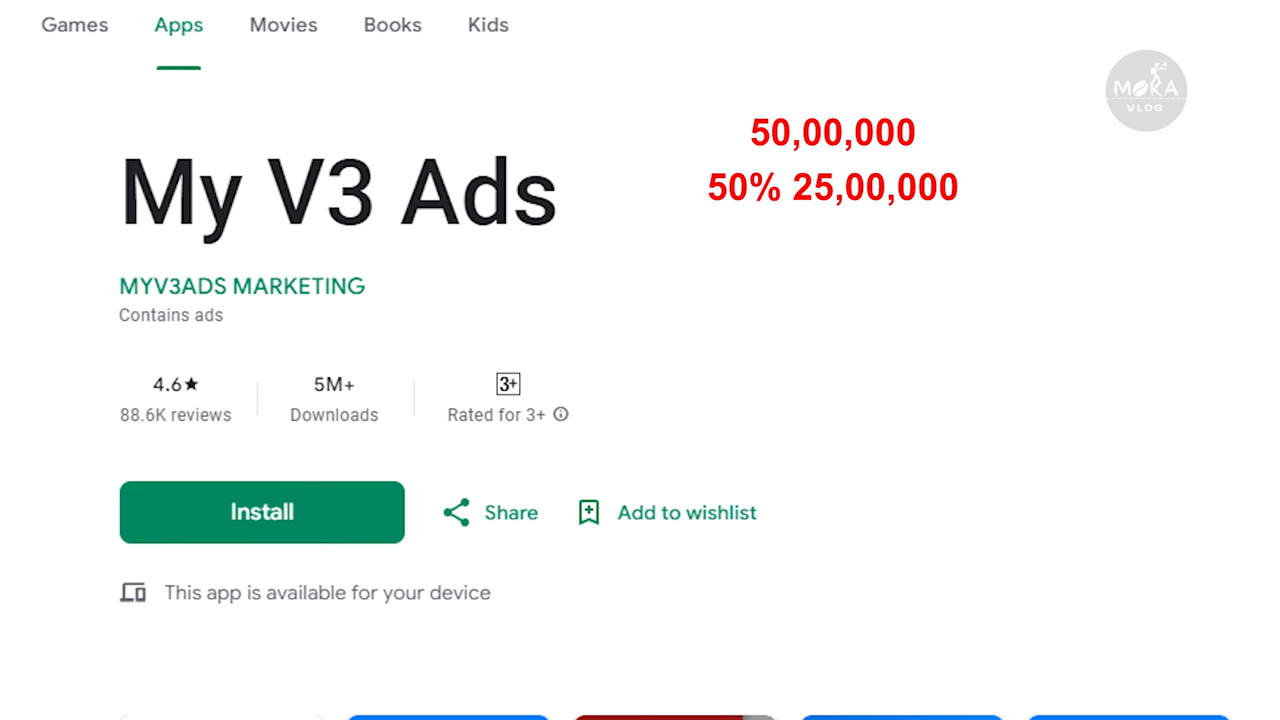 Games Apps Movies Books Kids
MOKA
VLOG
50,00,000
50% 25,00,000
My V3 Ads
MYV3ADS MARKETING
Contains ads
4.6★ 5M+ 3+
88.6K reviews Downloads Rated for 3+
Install Share Add to wishlist
This app is available for your device